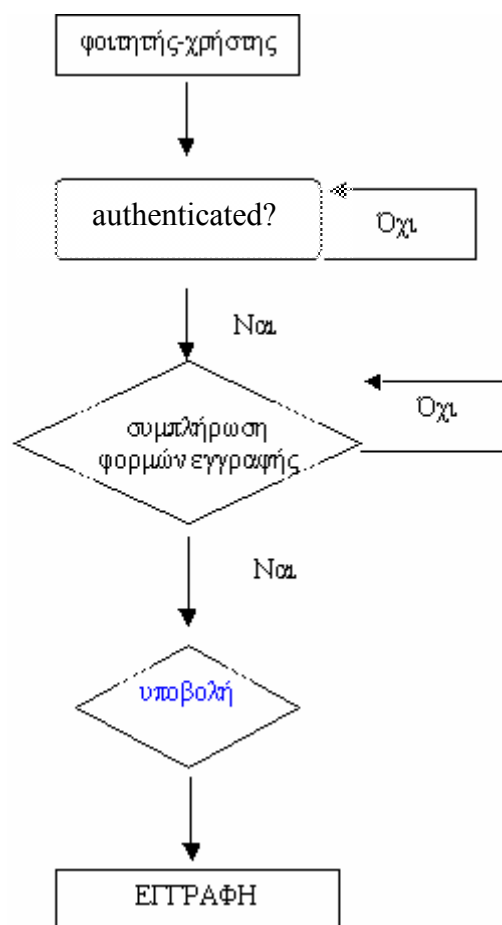 φοιτητής-χρήστης
authenticated?
Όχι
Ναι
Όχι
συμπλήρωση
φορμών εγγραφής
Ναι
υποβολή
ΕΓΓΡΑΦΗ